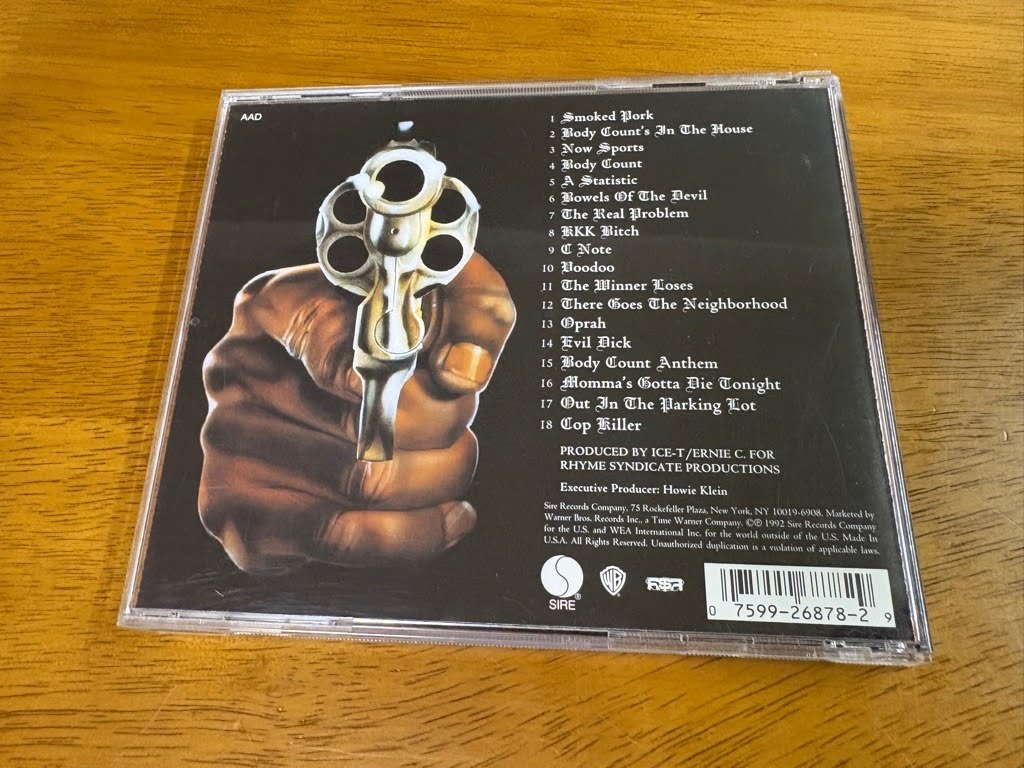 AAD
1 Smoked Pork
2 Body Count's In The House
3 Now Sports
4 Body Count
5 A Statistic
6 Bowels Of The Devil
7 The Real Problem
8 KKK Bitch
9 C Note
10 Voodoo
11 The Winner Loses
12 There Goes The Neighborhood
13 Oprah
14 Evil Dick
15 Body Count Anthem
16 Momma's Gotta Die Tonight
17 Out In The Parking Lot
18 Cop Killer
PRODUCED BY ICE-T/ERNIE C. FOR
RHYME SYNDICATE PRODUCTIONS
Executive Producer: Howie Klein
Sire Records Company, 75 Rockefeller Plaza, New York, NY 10019-6908, Marketed by
Warner Bros. Records Inc., a Time Warner Company. ©℗ 1992 Sire Records Company
for the U.S. and WEA International Inc. for the world outside of the U.S. Made In
U.S.A. All Rights Reserved. Unauthorized duplication is a violation of applicable laws.
SIRE®
WB
0 7599-26878-2 9